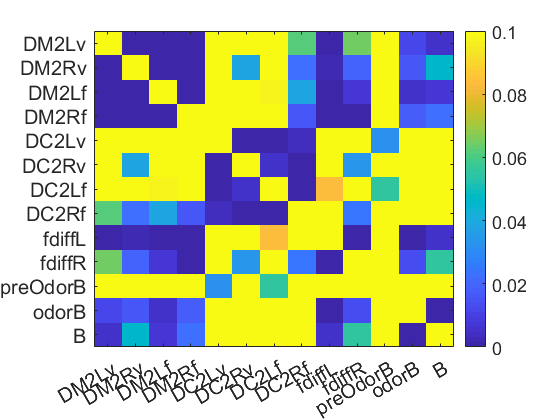 DM2Lv
DM2Rv
DM2Lf
DM2Rf
DC2Lv
DC2Rv
DC2Lf
DC2Rf
fdiffL
fdiffR
preOdorB
odorB
B
DM2Lv
DM2Rv
DM2Lf
DM2Rf
DC2Lv
DC2Rv
DC2Lf
DC2Rf
fdiffL
fdiffR
preOdorB
odorB
B
0.1
0.08
0.06
0.04
0.02
0